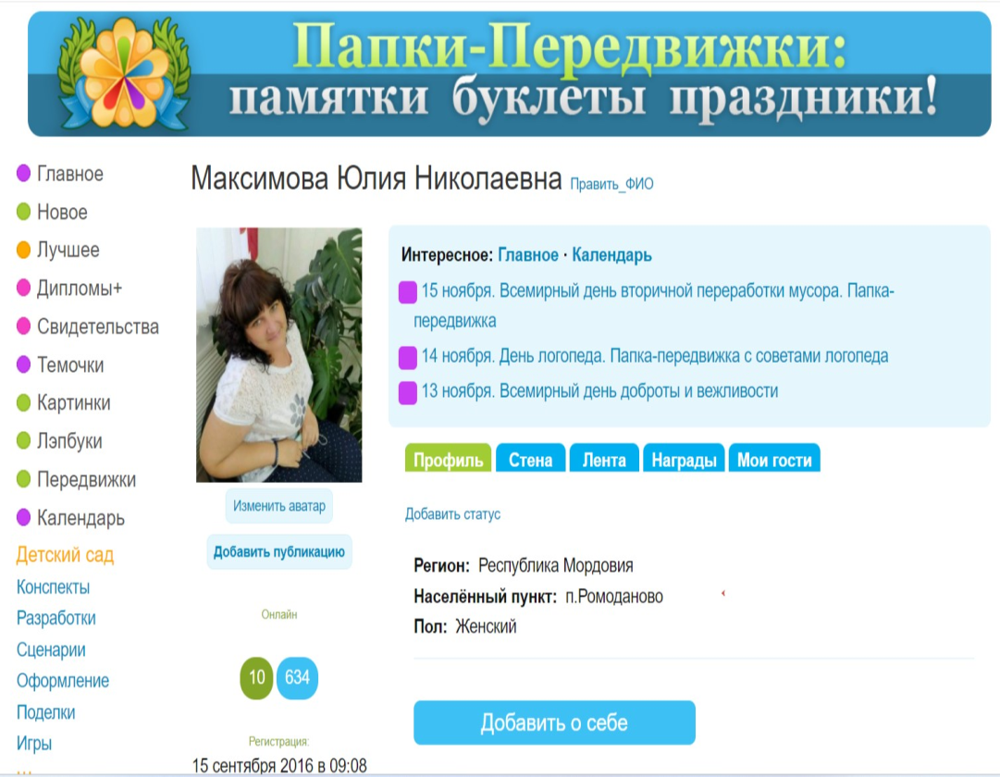 Папки-Передвижки:
памятки буклеты праздники!
Главное
Новое
Лучшее
Дипломы+
Свидетельства
Темочки
Картинки
Лэпбуки
Передвижки
Календарь
Детский сад
Конспекты
Разработки
Сценарии
Оформление
Поделки
Игры
Максимова Юлия Николаевна Править_ФИО
Изменить аватар
Добавить публикацию
Онлайн
10 634
Регистрация:
15 сентября 2016 в 09:08
Интересное: Главное · Календарь
15 ноября. Всемирный день вторичной переработки мусора. Папка-
передвижка
14 ноября. День логопеда. Папка-передвижка с советами логопеда
13 ноября. Всемирный день доброты и вежливости
Профиль Стена Лента Награды Мои гости
Добавить статус
Регион: Республика Мордовия
Населённый пункт: п.Ромоданово
Пол: Женский
Добавить о себе